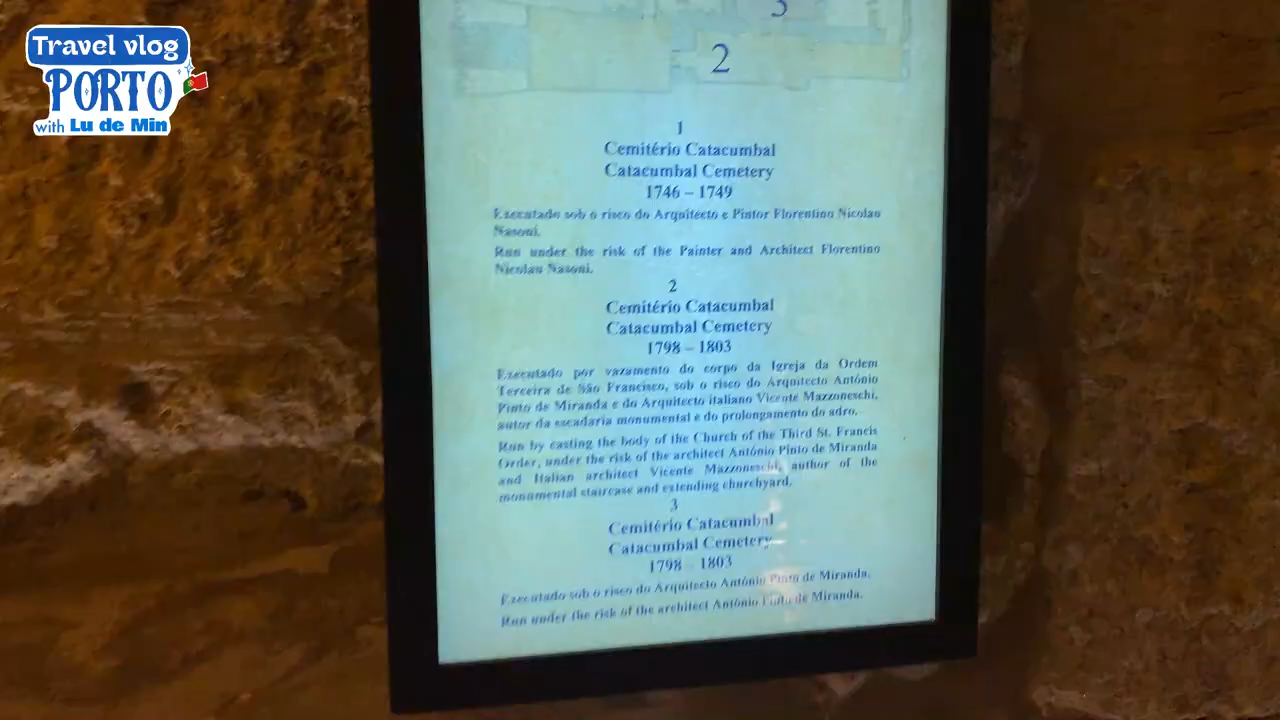 Travel vlog
PORTO
with Lu de Min
3
2
1
Cemitério Catacumbal
Catacumbal Cemetery
1746 – 1749
Executado sob o risco do Arquitecto e Pintor Florentino Nicolau
Nasoni.
Run under the risk of the Painter and Architect Florentino
Nicolau Nasoni.
2
Cemitério Catacumbal
Catacumbal Cemetery
1798 – 1803
Executado por vazamento do corpo da Igreja da Ordem
Terceira de São Francisco, sob o risco do Arquitecto António
Pinto de Miranda e do Arquitecto italiano Vicente Mazzoneschi,
autor da escadaria monumental e do prolongamento do adro.
Run by casting the body of the Church of the Third St. Francis
Order, under the risk of the architect António Pinto de Miranda
and Italian architect Vicente Mazzoneschi, author of the
monumental staircase and extending churchyard.
3
Cemitério Catacumbal
Catacumbal Cemetery
1798 – 1803
Executado sob o risco do Arquitecto António Pinto de Miranda.
Run under the risk of the architect António Pinto de Miranda.